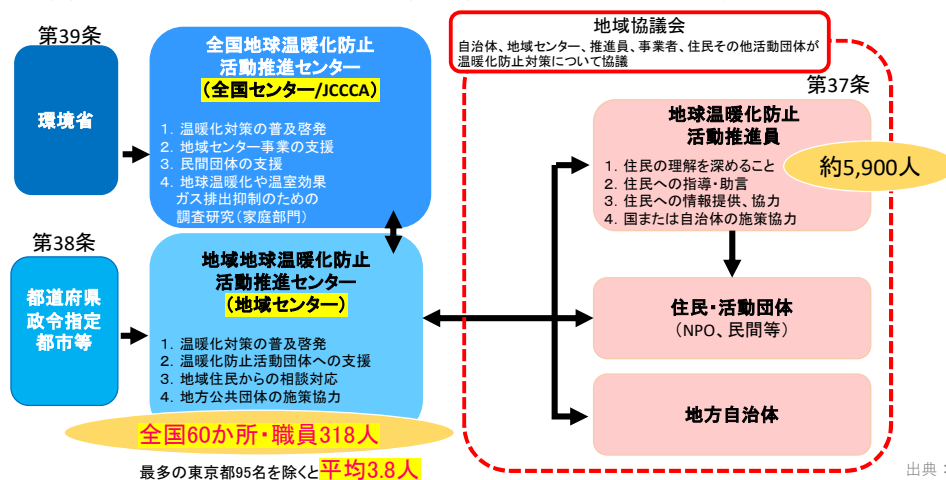 第39条
環境省
全国地球温暖化防止
活動推進センター
(全国センター/JCCCA)
1. 温暖化対策の普及啓発
2. 地域センター事業の支援
3. 民間団体の支援
4. 地球温暖化や温室効果
ガス排出抑制のための
調査研究(家庭部門)
第38条
都道府県
政令指定
都市等
地域地球温暖化防止
活動推進センター
(地域センター)
1. 温暖化対策の普及啓発
2. 温暖化防止活動団体への支援
3. 地域住民からの相談対応
4. 地方公共団体の施策協力
全国60か所・職員318人
最多の東京都95名を除くと平均3.8人
地域協議会
自治体、地域センター、推進員、事業者、住民その他活動団体が
温暖化防止対策について協議
第37条
地球温暖化防止
活動推進員
1. 住民の理解を深めること
2. 住民への指導・助言
3. 住民への情報提供、協力
4. 国または自治体の施策協力
約5,900人
住民・活動団体
(NPO、民間等)
地方自治体
出典: